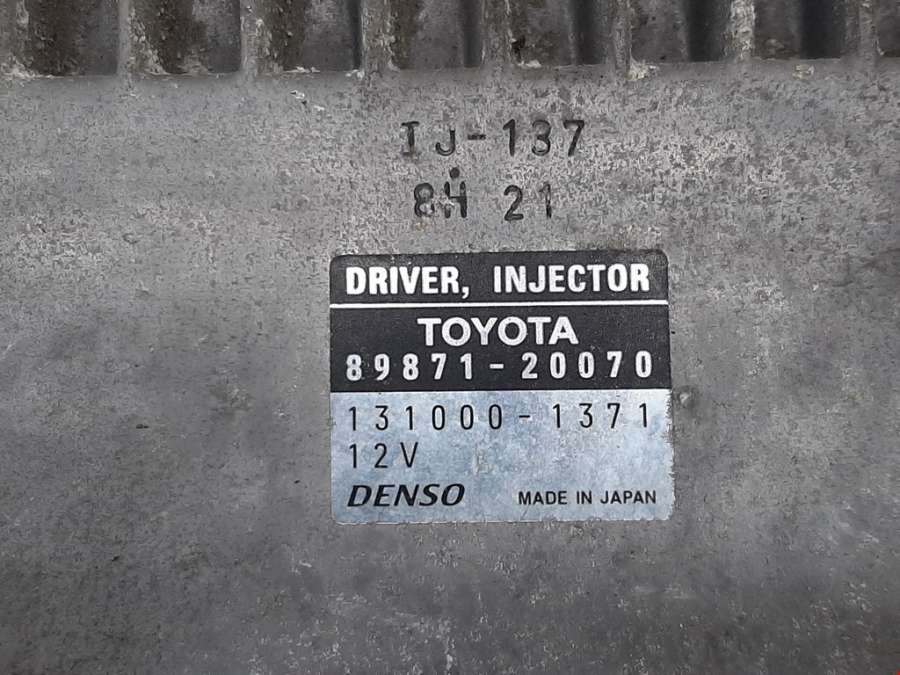 IJ-137
8H 21
DRIVER, INJECTOR
TOYOTA
89871-20070
131000-1371
12V
DENSO MADE IN JAPAN